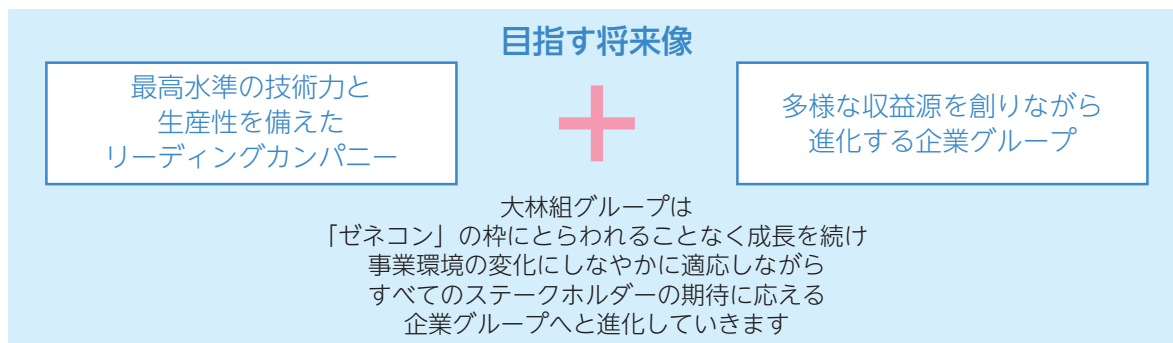 目指す将来像
最高水準の技術力と
生産性を備えた
リーディングカンパニー
多様な収益源を創りながら
進化する企業グループ
大林組グループは
「ゼネコン」の枠にとらわれることなく成長を続け
事業環境の変化にしなやかに適応しながら
すべてのステークホルダーの期待に応える
企業グループへと進化していきます